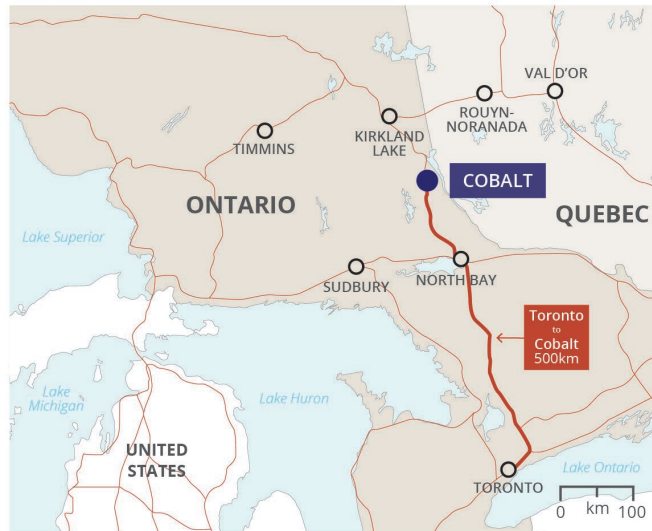 VAL D'OR
ROUYN-
NORANADA
KIRKLAND
LAKE
TIMMINS
COBALT
ONTARIO
QUEBEC
Lake Superior
SUDBURY
NORTH BAY
Toronto
to
Cobalt
500km
Lake
Michigan
Lake Huron
UNITED
STATES
TORONTO
Lake Ontario
0 km 100